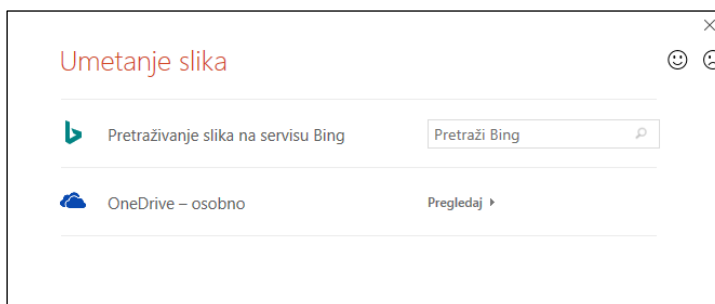 Umetanje slika
Pretraživanje slika na servisu Bing
Pretraži Bing
OneDrive – osobno
Pregledaj